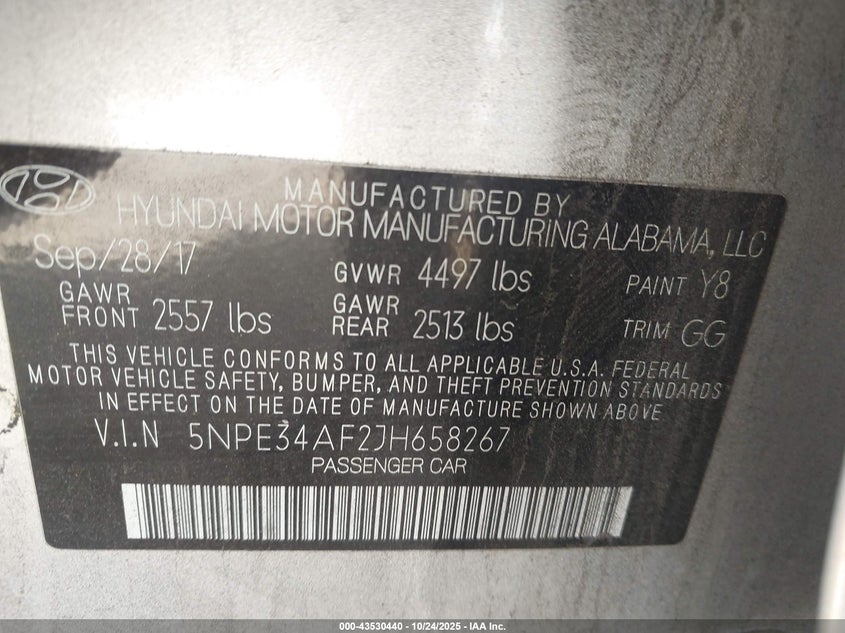 MANUFACTURED BY
HYUNDAI MOTOR MANUFACTURING ALABAMA, LLC
Sep/28/17 GVWR 4497 lbs PAINT Y8
GAWR FRONT 2557 lbs GAWR REAR 2513 lbs TRIM GG
THIS VEHICLE CONFORMS TO ALL APPLICABLE U.S.A. FEDERAL
MOTOR VEHICLE SAFETY, BUMPER, AND THEFT PREVENTION STANDARDS
IN EFFECT ON THE DATE OF MANUFACTURE SHOWN ABOVE
V.I.N 5NPE34AF2JH658267
PASSENGER CAR
000-43530440 - 10/24/2025 - IAA Inc.